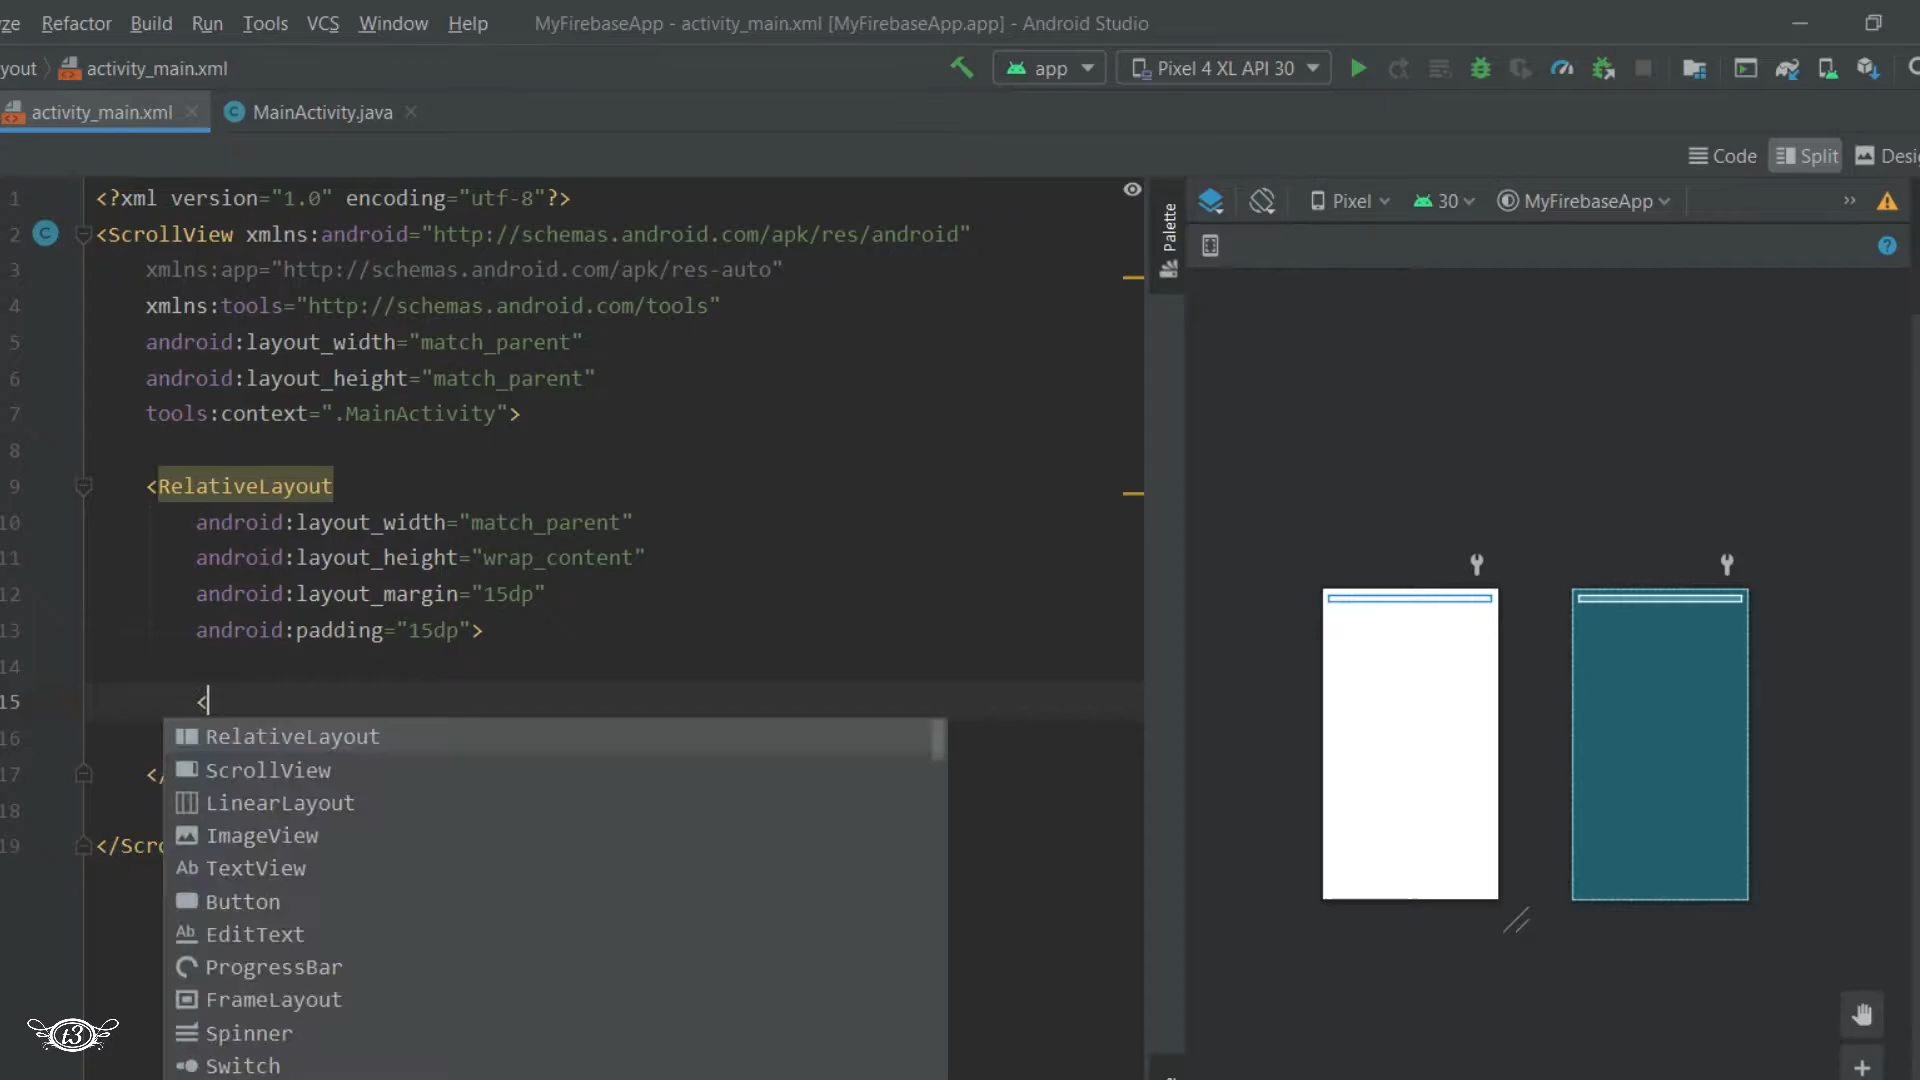 ze Refactor Build Run Tools VCS Window Help MyFirebaseApp - activity_main.xml [MyFirebaseApp.app] - Android Studio
yout activity_main.xml app Pixel 4 XL API 30
activity_main.xml MainActivity.java
Code Split Desi
Palette
Pixel 30 MyFirebaseApp »
?
1 <?xml version="1.0" encoding="utf-8"?>
2 C <ScrollView xmlns:android="http://schemas.android.com/apk/res/android"
3 xmlns:app="http://schemas.android.com/apk/res-auto"
4 xmlns:tools="http://schemas.android.com/tools"
5 android:layout_width="match_parent"
6 android:layout_height="match_parent"
7 tools:context=".MainActivity">
8
9 <RelativeLayout
10 android:layout_width="match_parent"
11 android:layout_height="wrap_content"
12 android:layout_margin="15dp"
13 android:padding="15dp">
14
15 <
16 RelativeLayout
ScrollView
17 </
LinearLayout
18
ImageView
19 </Scro
Ab TextView
Button
Ab EditText
ProgressBar
FrameLayout
Spinner
Switch
t3